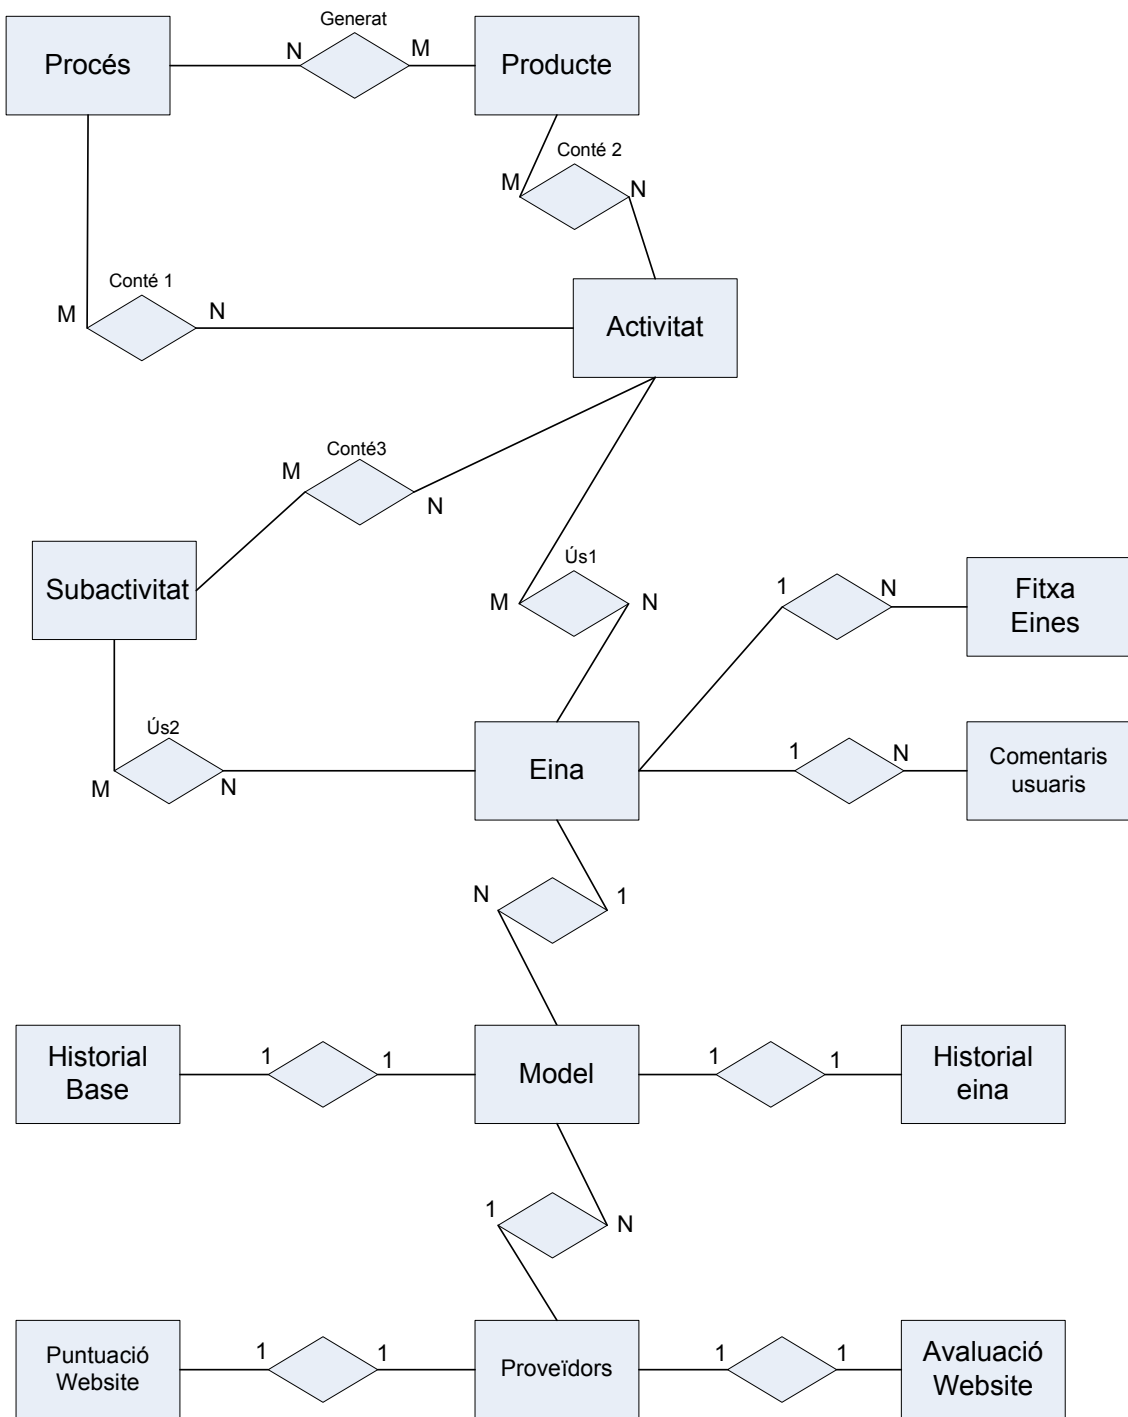 Generat
Procés
N
M
Producte
Conté 2
M
N
Conté 1
M
N
Activitat
Conté3
M
N
Subactivitat
Ús1
M
N
1
N
Fitxa
Eines
Ús2
M
N
Eina
1
N
Comentaris
usuaris
N
1
Historial
Base
1
1
Model
1
1
Historial
eina
1
N
Puntuació
Website
1
1
Proveïdors
1
1
Avaluació
Website